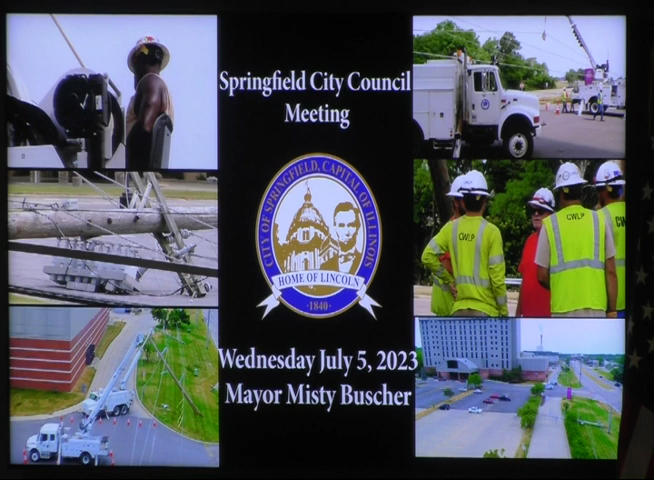 Springfield City Council
Meeting
CITY OF SPRINGFIELD, CAPITAL OF ILLINOIS
HOME OF LINCOLN
·1840·
Wednesday July 5, 2023
Mayor Misty Buscher
CWLP
CWLP